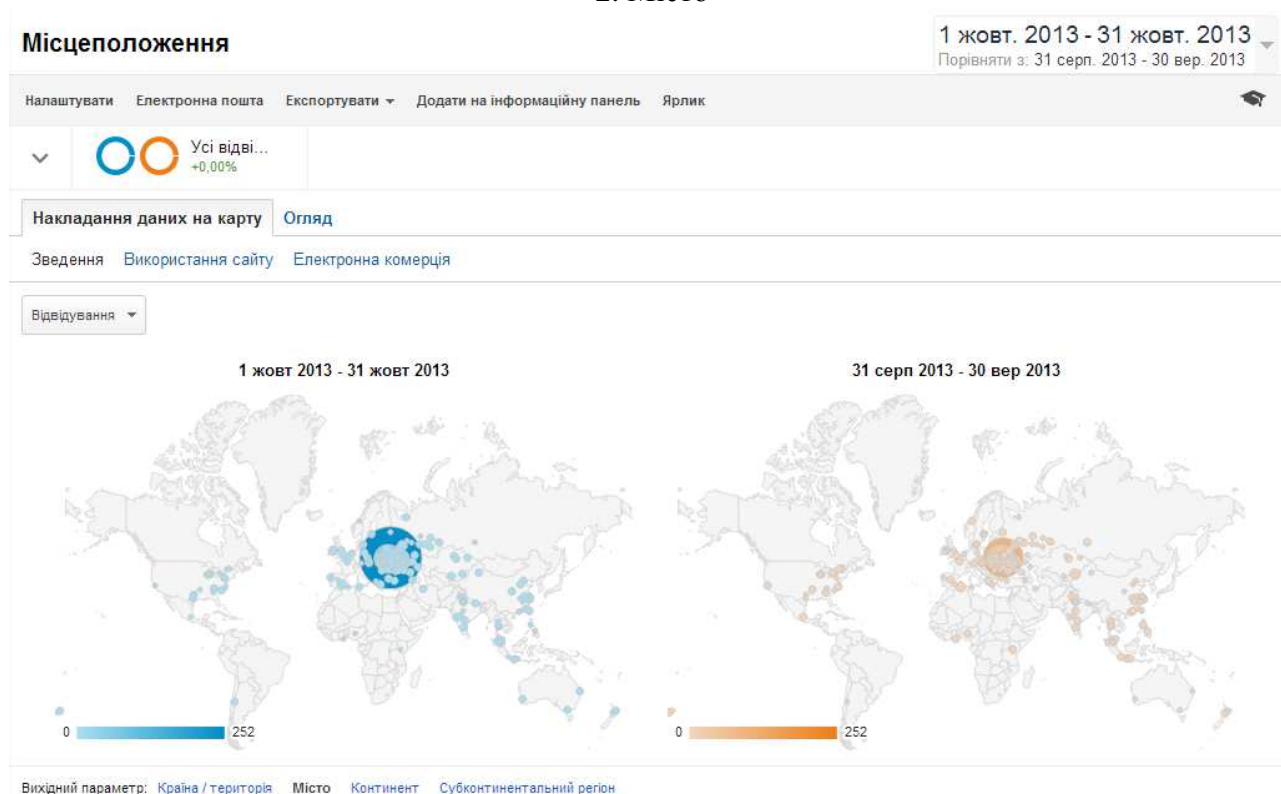 2. Місто
Місцеположення
1 жовт. 2013 - 31 жовт. 2013
Порівняти з: 31 серп. 2013 - 30 вер. 2013
Налаштувати Електронна пошта Експортувати Додати на інформаційну панель Ярлик
Усі відві...
+0,00%
Накладання даних на карту Огляд
Зведення Використання сайту Електронна комерція
Відвідування
1 жовт 2013 - 31 жовт 2013 31 серп 2013 - 30 вер 2013
0 252 0 252
Вихідний параметр: Країна / територія Місто Континент Субконтинентальний регіон